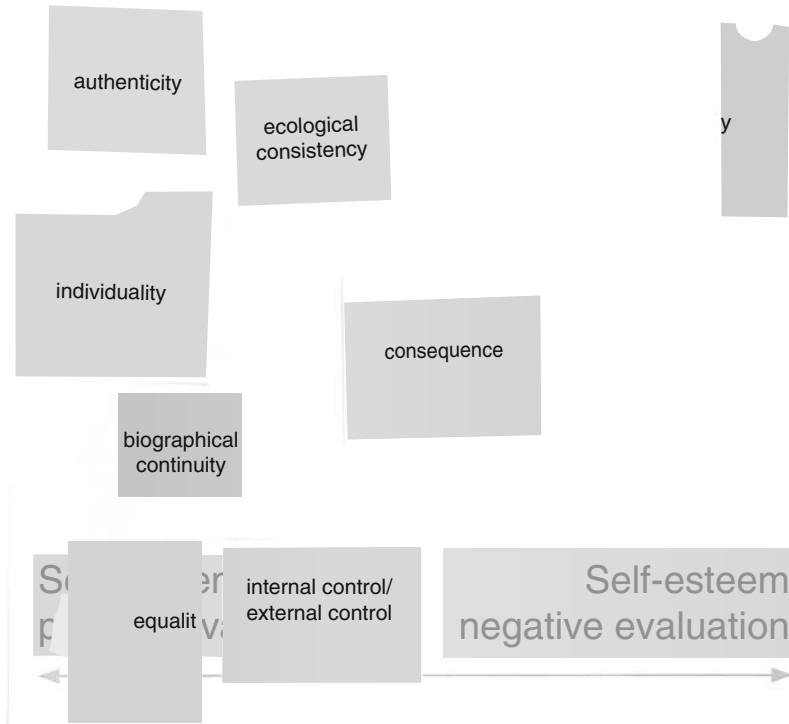 authenticity
ecological
consistency
y
individuality
consequence
biographical
continuity
equalit
internal control/
external control
Self-esteem
negative evaluation